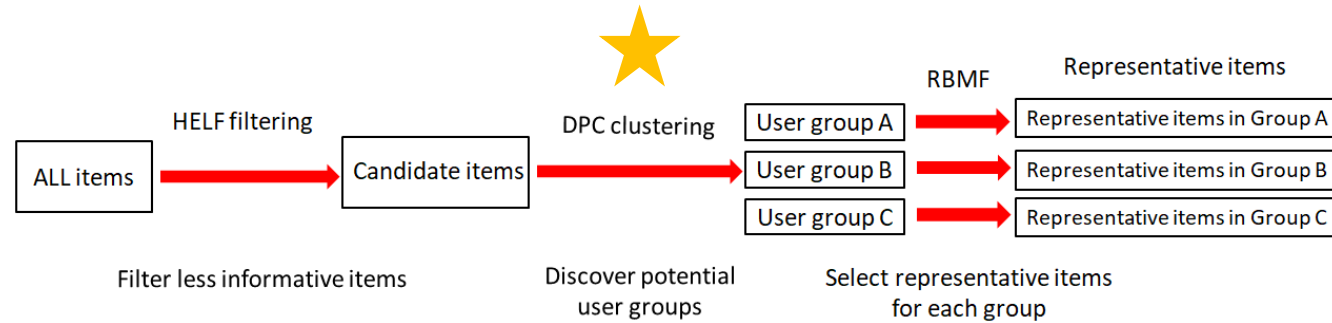 ALL items
HELF filtering
Candidate items
DPC clustering
User group A
User group B
User group C
RBMF
Representative items
Representative items in Group A
Representative items in Group B
Representative items in Group C
Filter less informative items
Discover potential
user groups
Select representative items
for each group